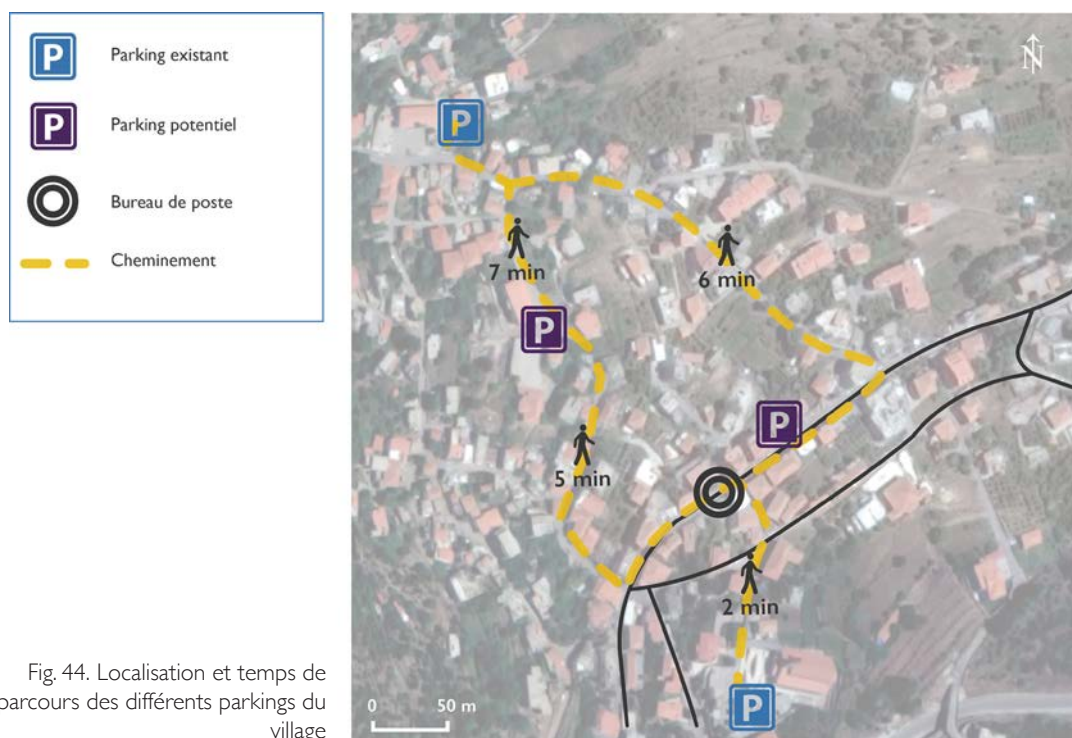 P Parking existant
P Parking potentiel
Bureau de poste
Cheminement
N
P
7 min
6 min
P
P
5 min
2 min
P
0 50 m
Fig. 44. Localisation et temps de
parcours des différents parkings du
village